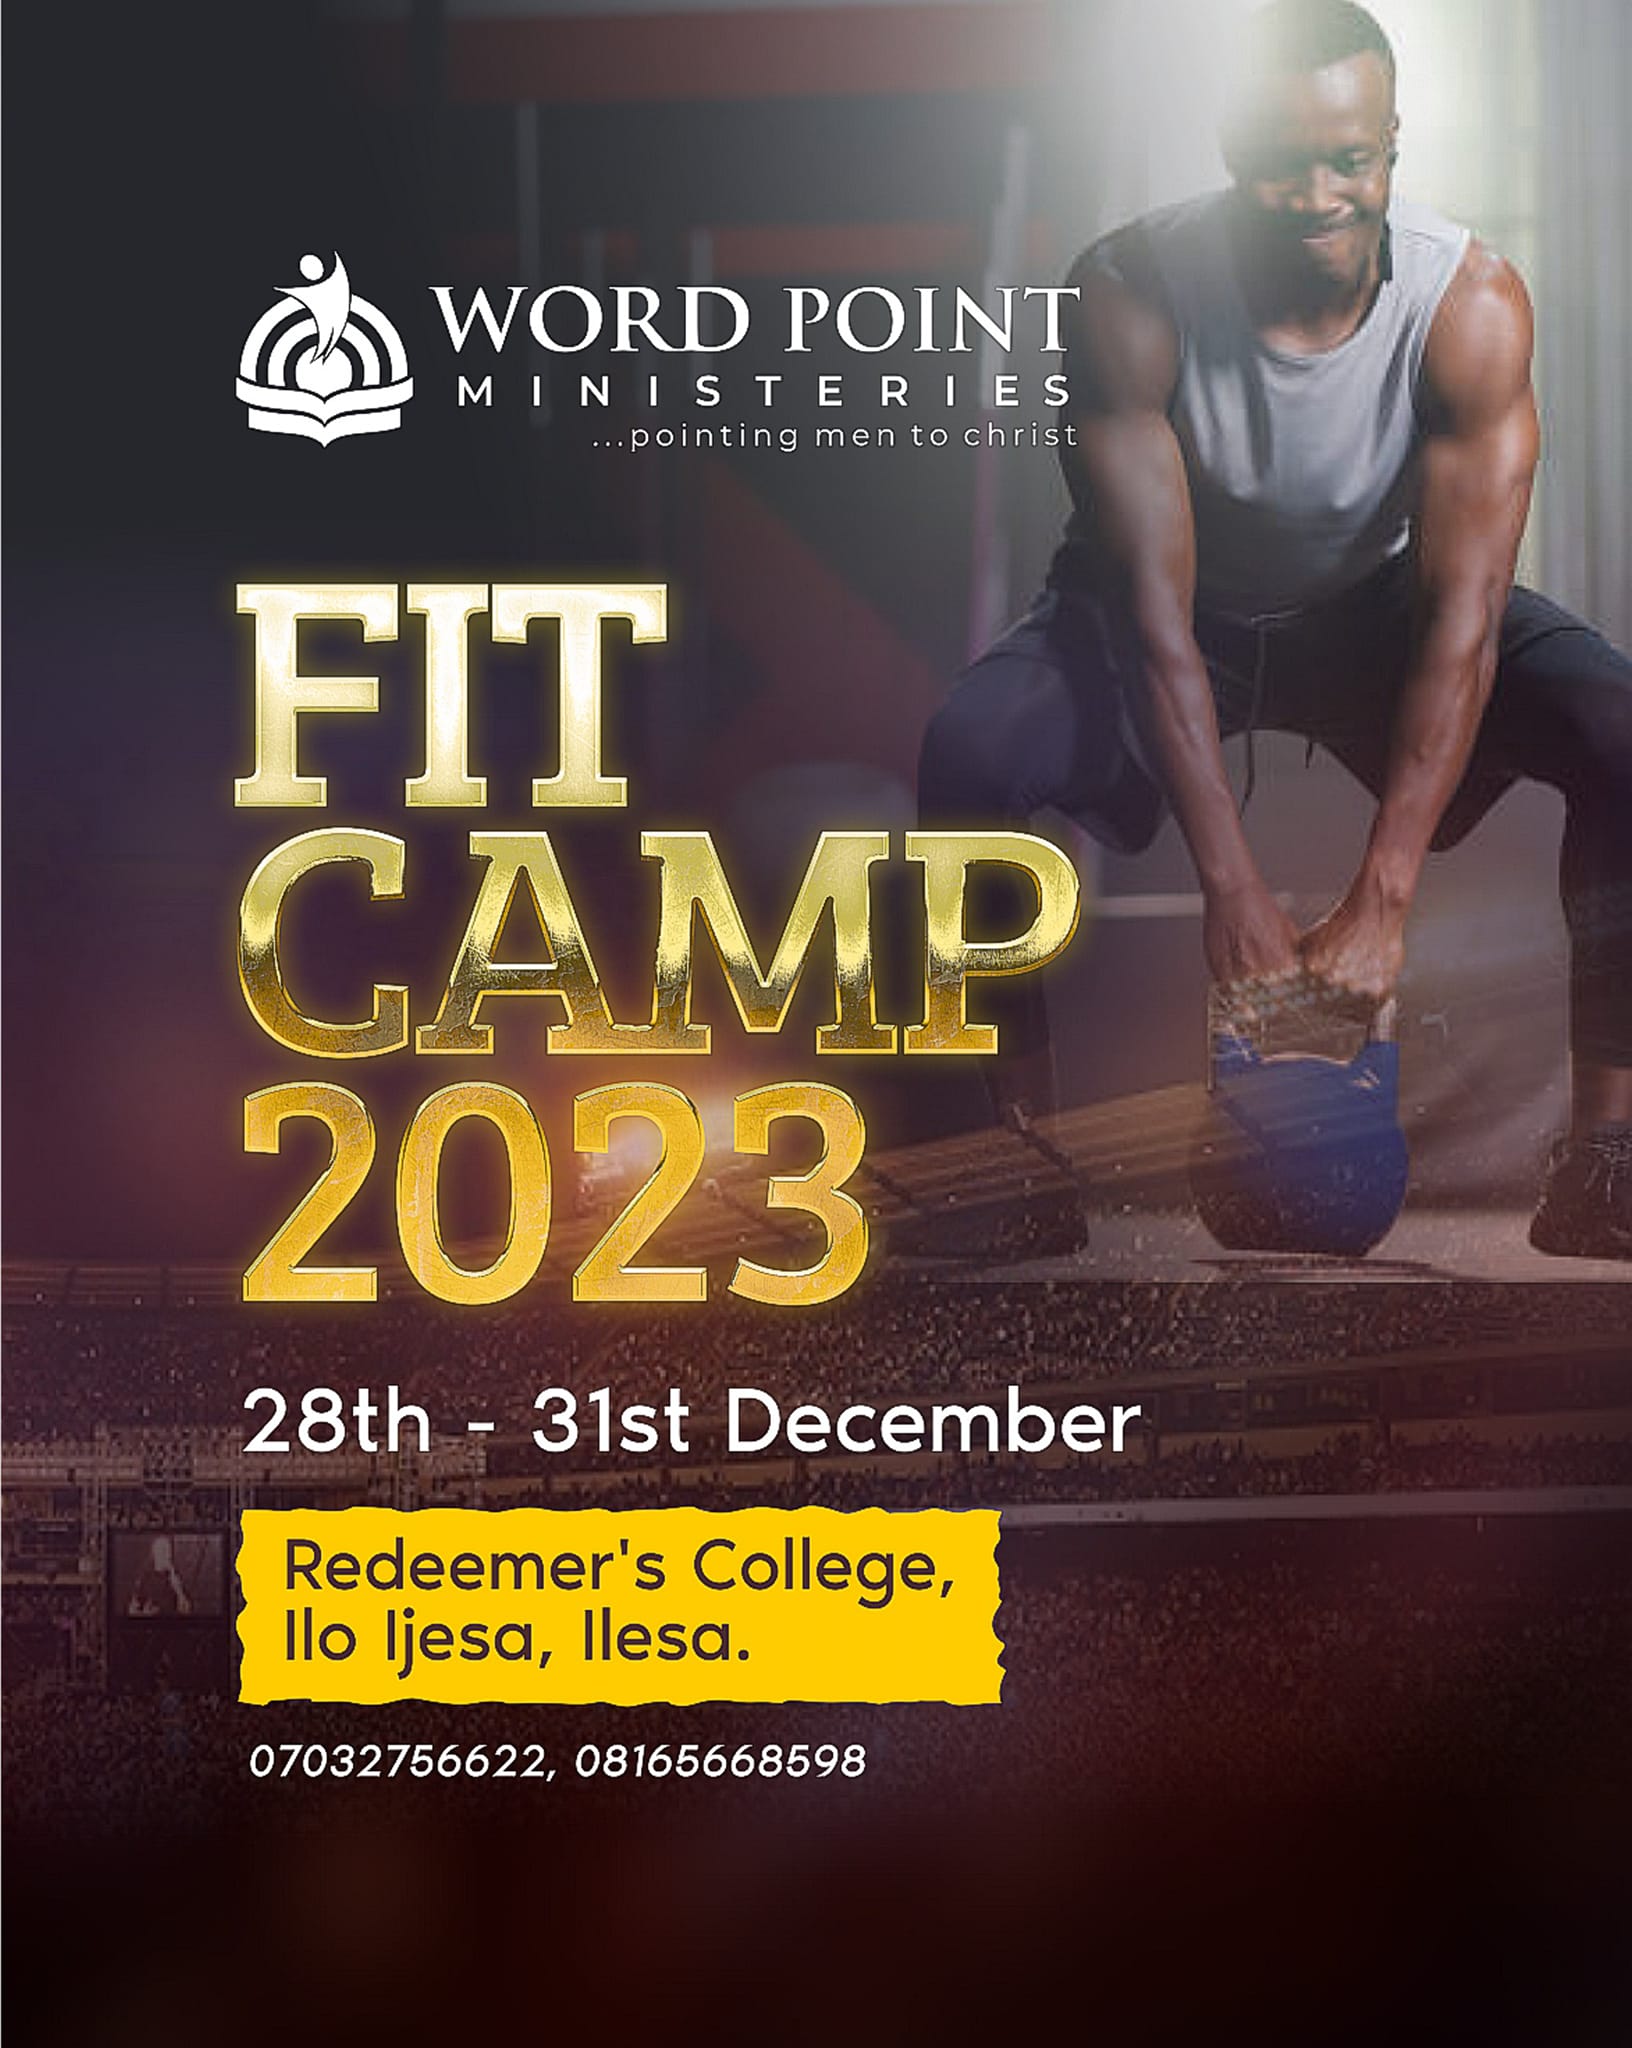 WORD POINT
MINISTERIES
...pointing men to christ
FIT
CAMP
2023
28th - 31st December
Redeemer's College,
Ilo Ijesa, Ilesa.
07032756622, 08165668598